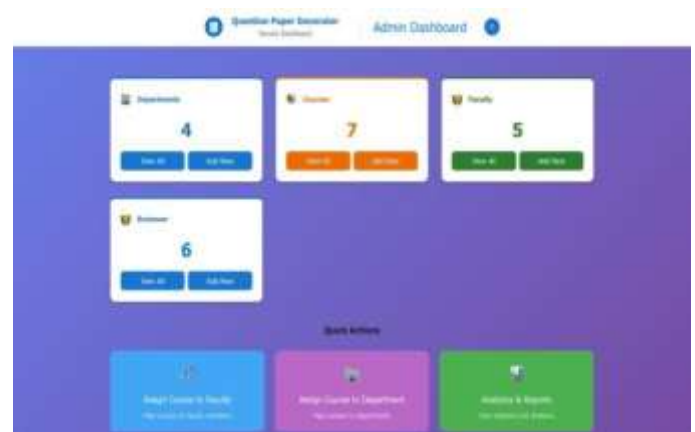 Question Paper Generator
Admin Dashboard
Departments
4
View All
Add New
Courses
7
View All
Add New
Faculty
5
View All
Add New
Reviewer
6
View All
Add New
Quick Actions
Assign Course to Faculty
Assign Course to Department
Analytics & Reports